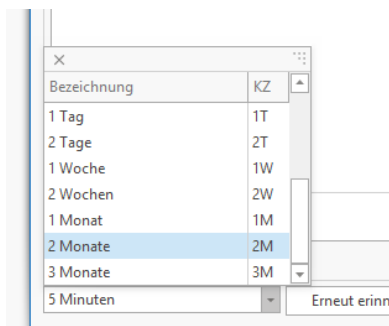 Bezeichnung KZ
1 Tag 1T
2 Tage 2T
1 Woche 1W
2 Wochen 2W
1 Monat 1M
2 Monate 2M
3 Monate 3M
5 Minuten Erneut